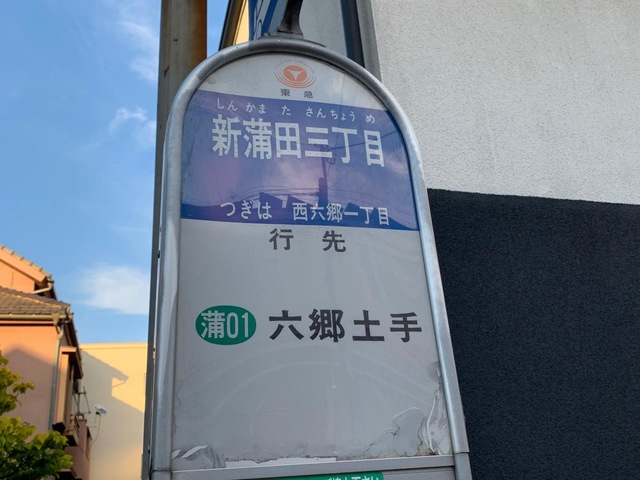 東急
しんかまたさんちょうめ
新蒲田三丁目
つぎは 西六郷一丁目
行先
蒲01 六郷土手